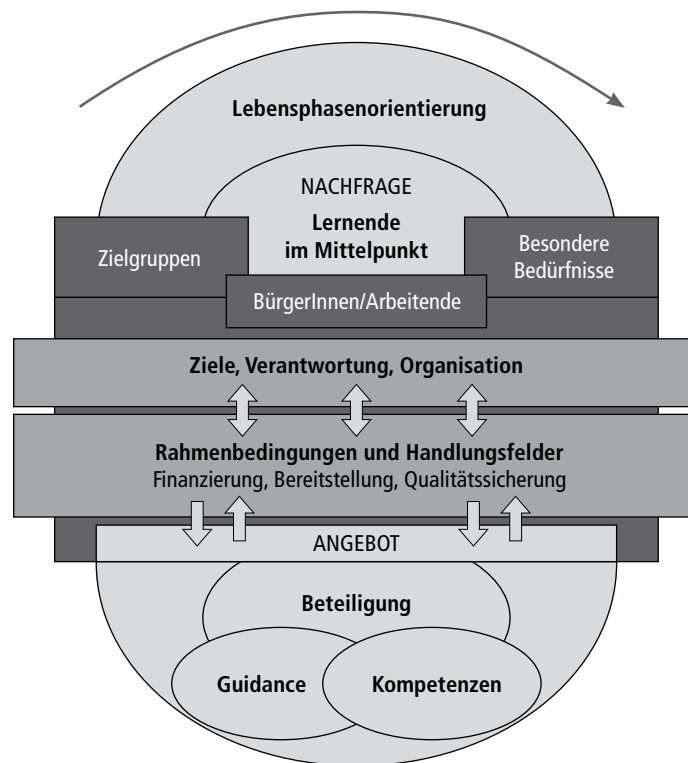 Lebensphasenorientierung
NACHFRAGE
Lernende
im Mittelpunkt
Zielgruppen
Besondere
Bedürfnisse
BürgerInnen/Arbeitende
Ziele, Verantwortung, Organisation
Rahmenbedingungen und Handlungsfelder
Finanzierung, Bereitstellung, Qualitätssicherung
ANGEBOT
Beteiligung
Guidance
Kompetenzen